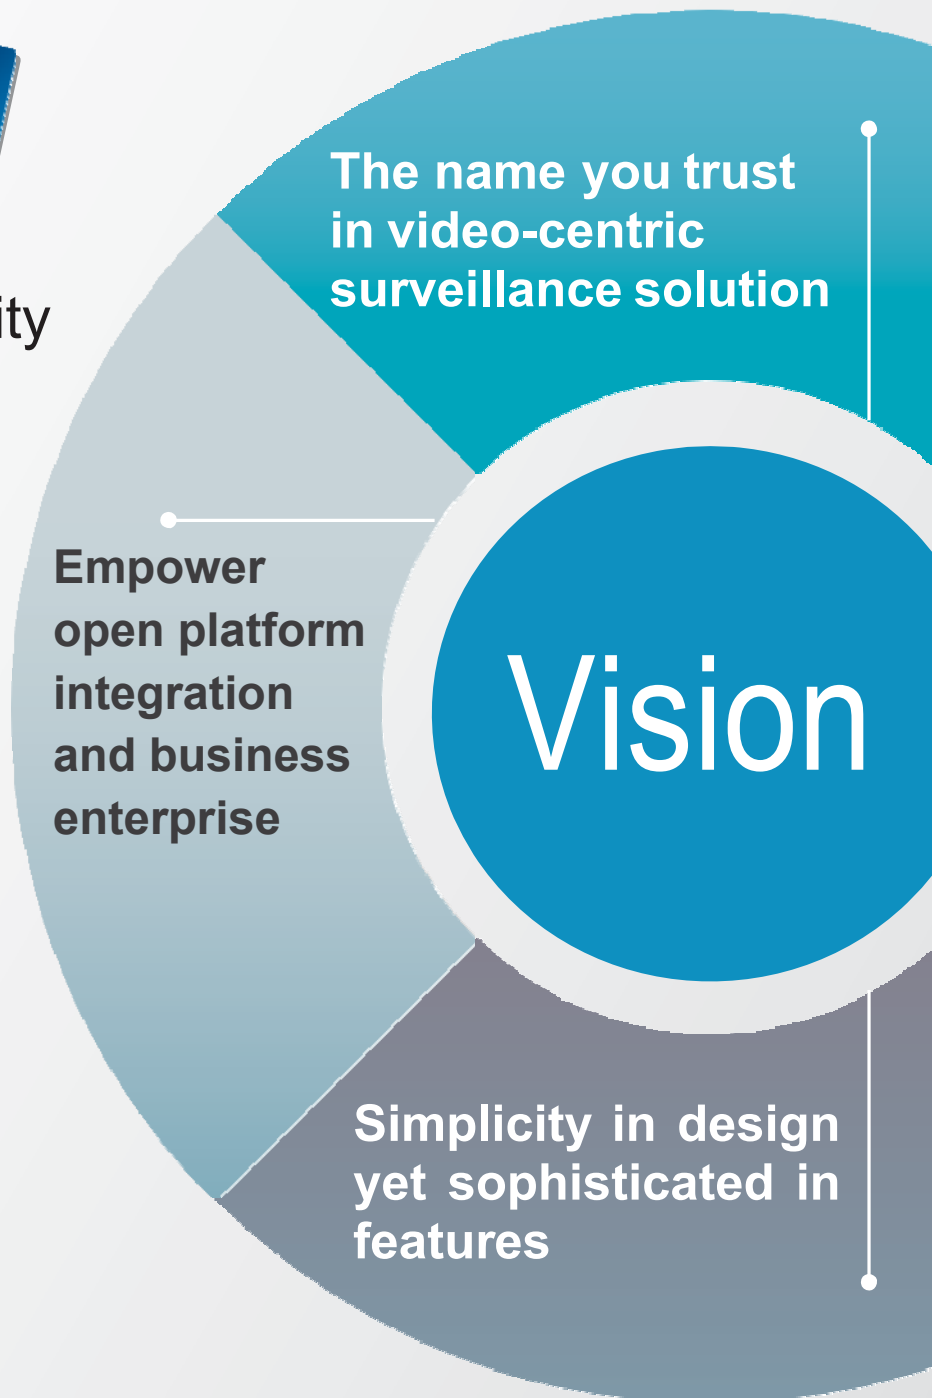 The name you trust
in video-centric
surveillance solution
ity
Empower
open platform
integration
and business
enterprise
Vision
Simplicity in design
yet sophisticated in
features